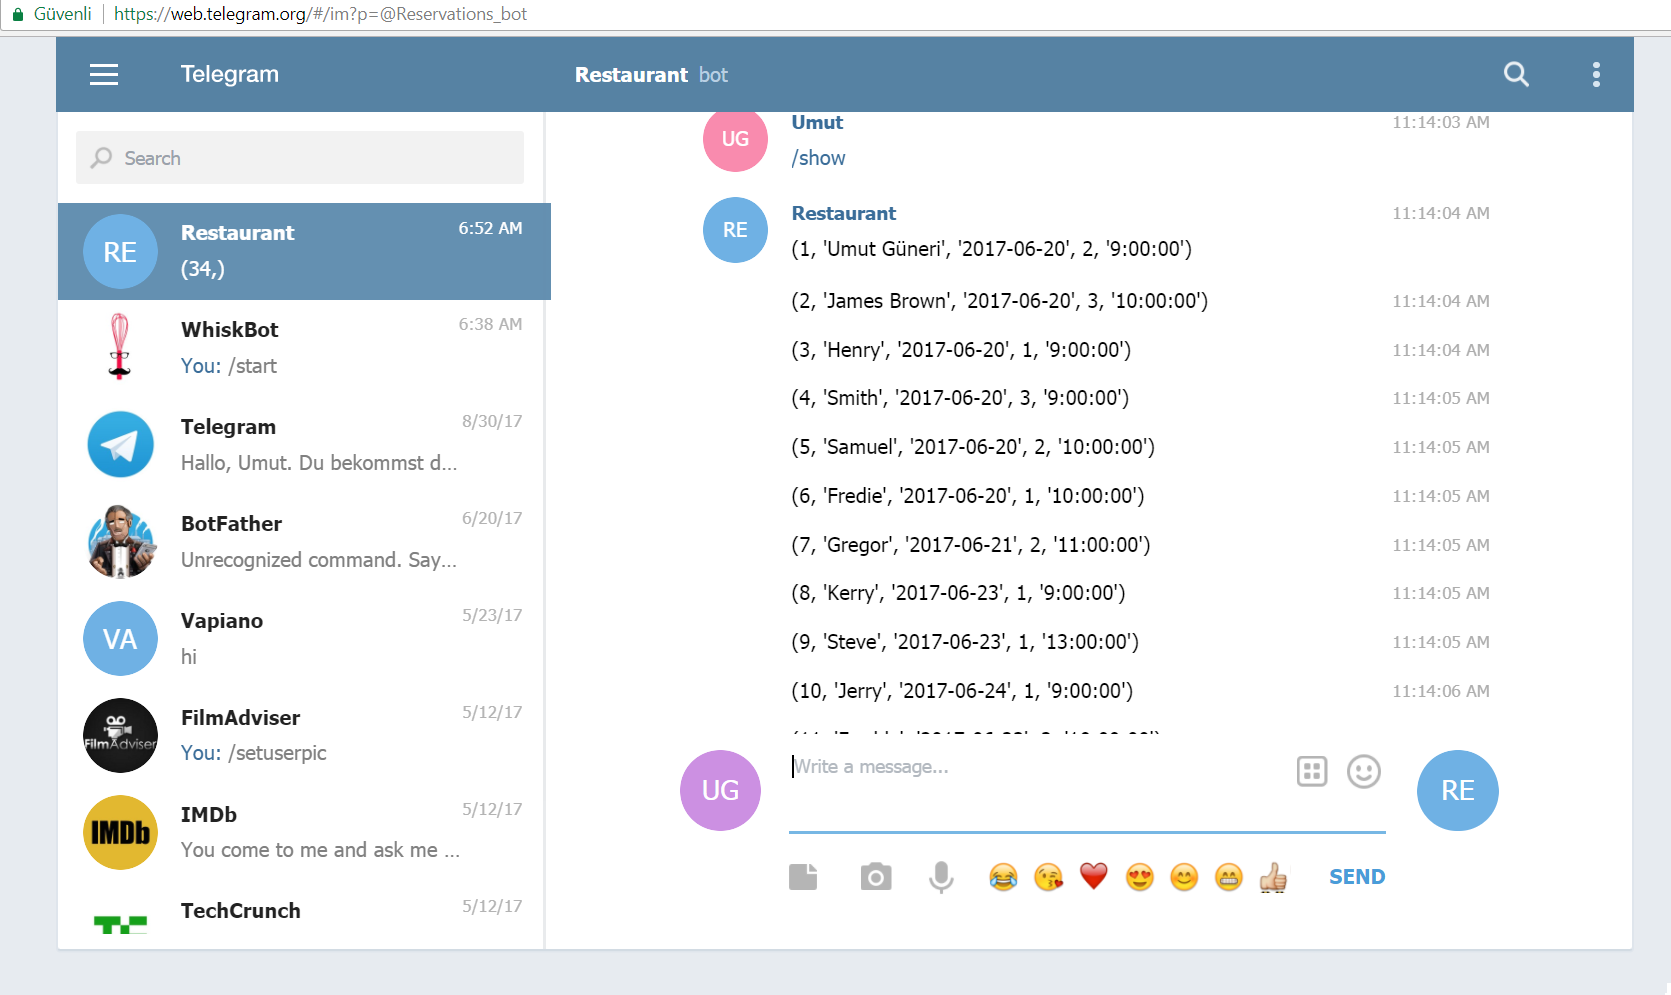 Güvenli https://web.telegram.org/#/im?p=@Reservations_bot
Telegram
Restaurant bot
Search
RE
Restaurant 6:52 AM
(34,)
WhiskBot 6:38 AM
You: /start
Telegram 8/30/17
Hallo, Umut. Du bekommst d...
BotFather 6/20/17
Unrecognized command. Say...
VA
Vapiano 5/23/17
hi
FilmAdviser
FilmAdviser 5/12/17
You: /setuserpic
IMDb
IMDb 5/12/17
You come to me and ask me ...
TechCrunch 5/12/17
UG
Umut 11:14:03 AM
/show
RE
Restaurant 11:14:04 AM
(1, 'Umut Güneri', '2017-06-20', 2, '9:00:00')
(2, 'James Brown', '2017-06-20', 3, '10:00:00') 11:14:04 AM
(3, 'Henry', '2017-06-20', 1, '9:00:00') 11:14:04 AM
(4, 'Smith', '2017-06-20', 3, '9:00:00') 11:14:05 AM
(5, 'Samuel', '2017-06-20', 2, '10:00:00') 11:14:05 AM
(6, 'Fredie', '2017-06-20', 1, '10:00:00') 11:14:05 AM
(7, 'Gregor', '2017-06-21', 2, '11:00:00') 11:14:05 AM
(8, 'Kerry', '2017-06-23', 1, '9:00:00') 11:14:05 AM
(9, 'Steve', '2017-06-23', 1, '13:00:00') 11:14:05 AM
(10, 'Jerry', '2017-06-24', 1, '9:00:00') 11:14:06 AM
UG
Write a message...
RE
SEND